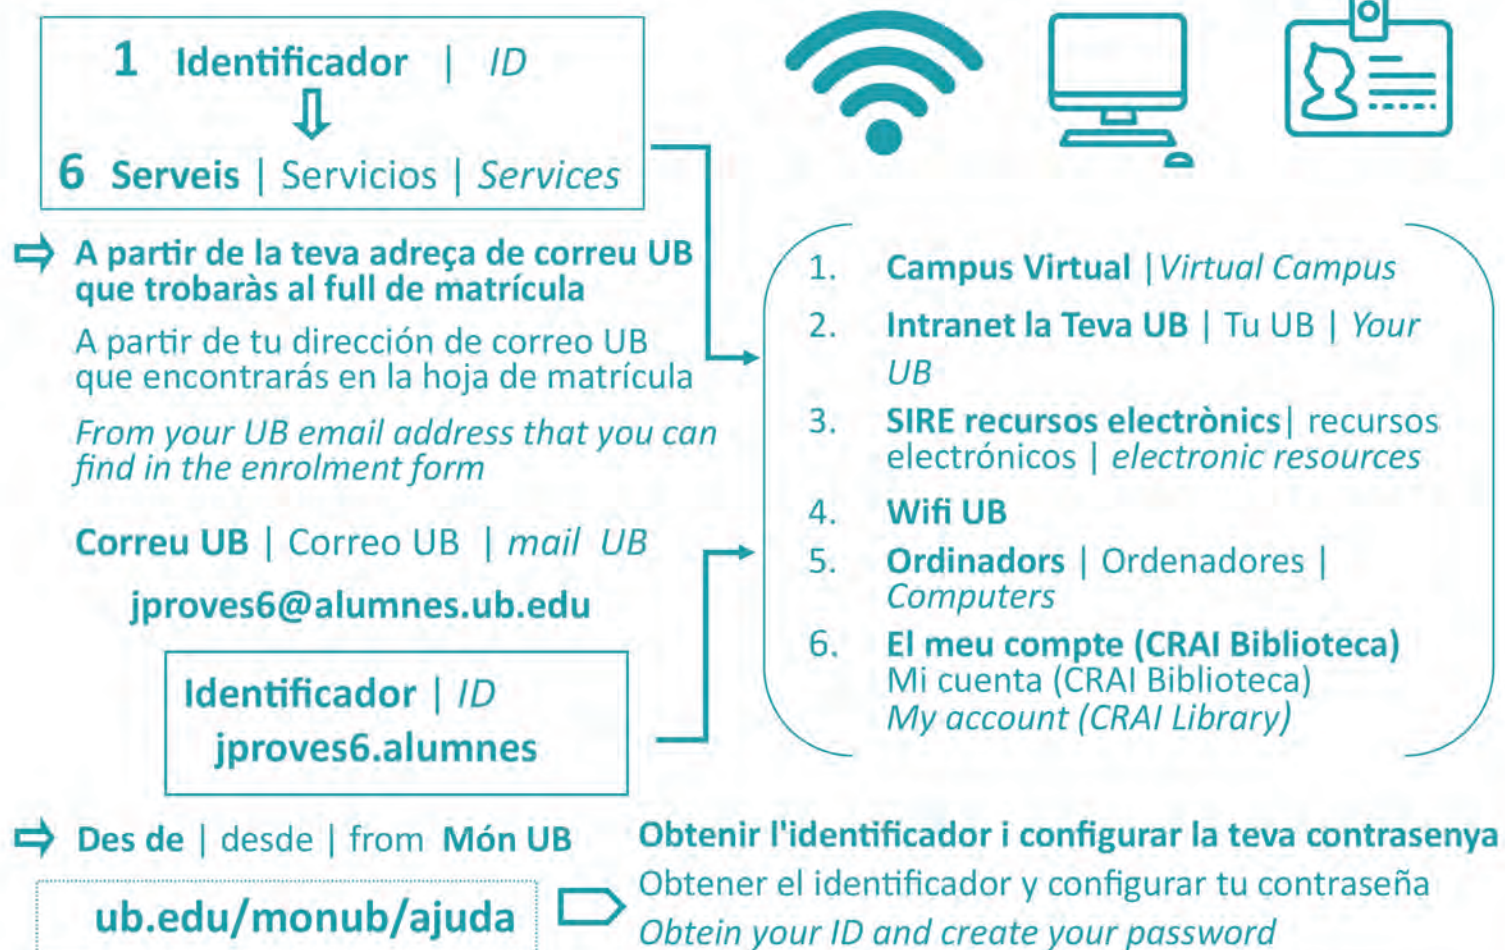 1 Identificador | ID
6 Serveis | Servicios | Services
A partir de la teva adreça de correu UB
que trobaràs al full de matrícula
A partir de tu dirección de correo UB
que encontrarás en la hoja de matrícula
From your UB email address that you can
find in the enrolment form
Correu UB | Correo UB | mail UB
jproves6@alumnes.ub.edu
Identificador | ID
jproves6.alumnes
1. Campus Virtual |Virtual Campus
2. Intranet la Teva UB | Tu UB | Your
UB
3. SIRE recursos electrònics| recursos
electrónicos | electronic resources
4. Wifi UB
5. Ordinadors | Ordenadores |
Computers
6. El meu compte (CRAI Biblioteca)
Mi cuenta (CRAI Biblioteca)
My account (CRAI Library)
Des de | desde | from Món UB
ub.edu/monub/ajuda
Obtenir l'identificador i configurar la teva contrasenya
Obtener el identificador y configurar tu contraseña
Obtein your ID and create your password